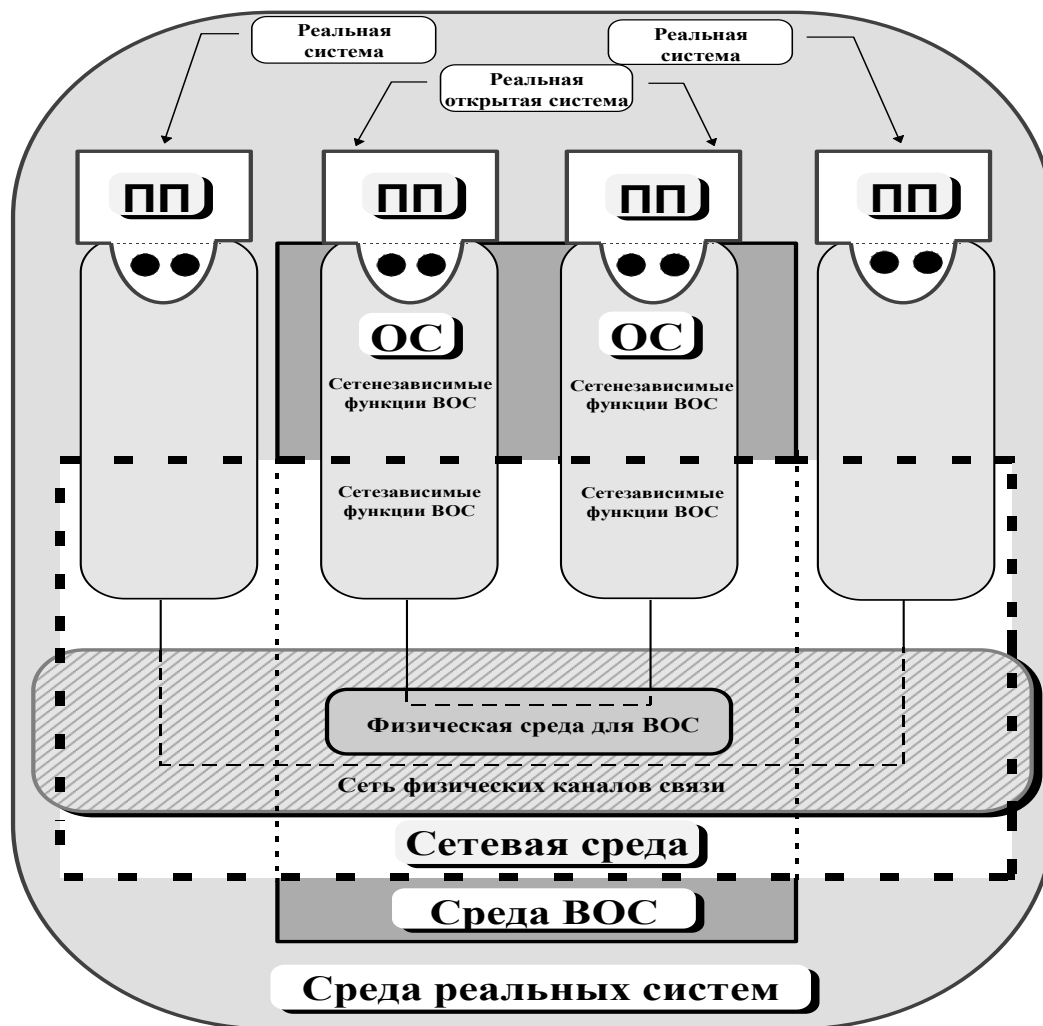 Реальная
система
Реальная
система
Реальная
открытая система
ПП
ПП
ПП
ПП
ОС
ОС
Сетенезависимые
функции ВОС
Сетенезависимые
функции ВОС
Сетезависимые
функции ВОС
Сетезависимые
функции ВОС
Физическая среда для ВОС
Сеть физических каналов связи
Сетевая среда
Среда ВОС
Среда реальных систем